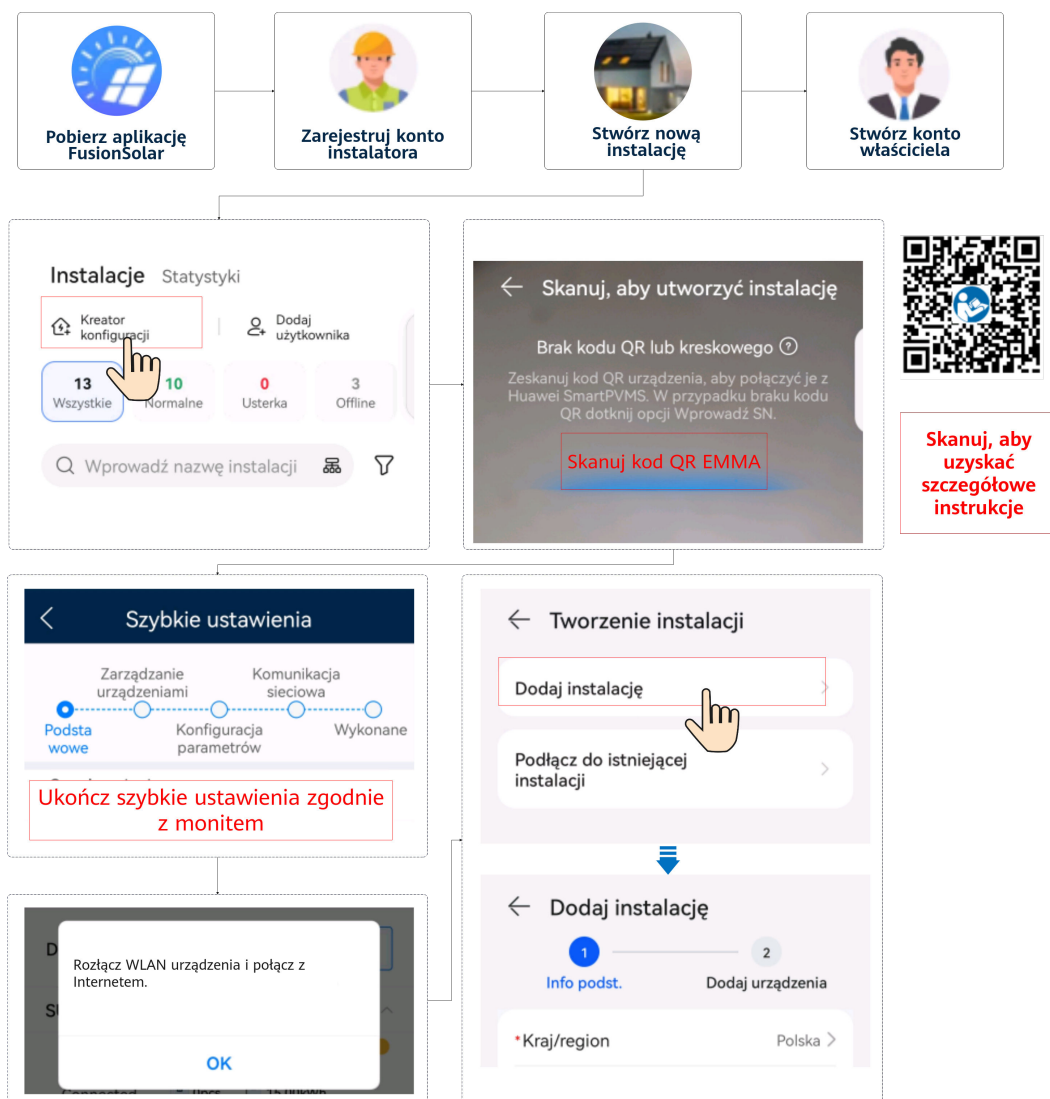 Pobierz aplikację
FusionSolar
Zarejestruj konto
instalatora
Stwórz nową
instalację
Stwórz konto
właściciela
Instalacje Statystyki
Kreator
konfiguracji
Dodaj
użytkownika
13
Wszystkie
10
Normalne
0
Usterka
3
Offline
Wprowadź nazwę instalacji
Skanuj, aby utworzyć instalację
Brak kodu QR lub kreskowego ?
Zeskanuj kod QR urządzenia, aby połączyć je z
Huawei SmartPVMS. W przypadku braku kodu
QR dotknij opcji Wprowadź SN.
Skanuj kod QR EMMA
Skanuj, aby
uzyskać
szczegółowe
instrukcje
Szybkie ustawienia
Zarządzanie
urządzeniami
Komunikacja
sieciowa
Podsta
wowe
Konfiguracja
parametrów
Wykonane
Ukończ szybkie ustawienia zgodnie
z monitem
Rozłącz WLAN urządzenia i połącz z
Internetem.
OK
Tworzenie instalacji
Dodaj instalację
Podłącz do istniejącej
instalacji
Dodaj instalację
1
2
Info podst.
Dodaj urządzenia
*Kraj/region
Polska